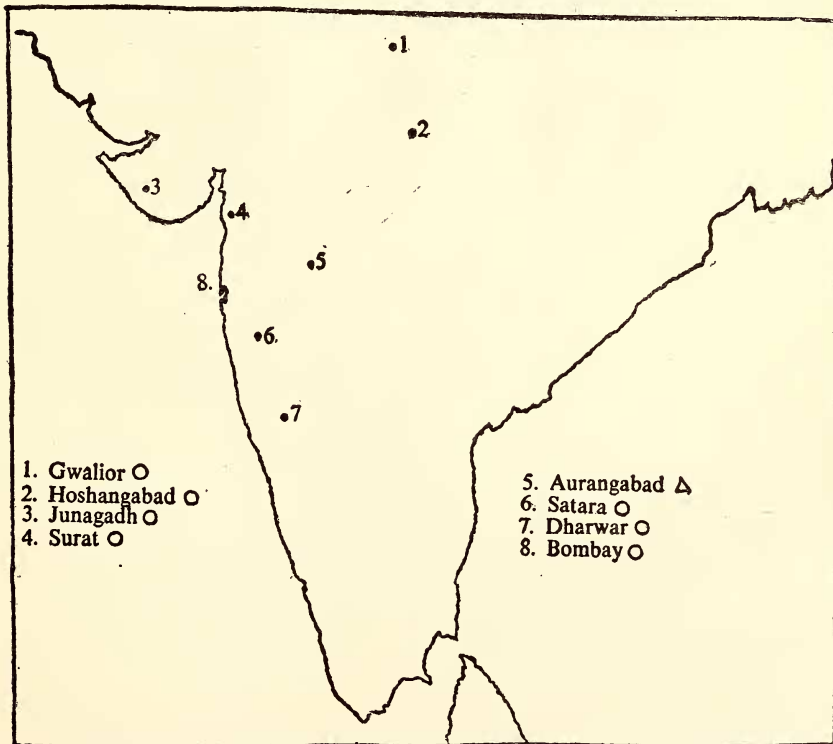 1
2
3
4
5
8.
6
7
1. Gwalior O
2. Hoshangabad O
3. Junagadh O
4. Surat O
5. Aurangabad Δ
6. Satara O
7. Dharwar O
8. Bombay O